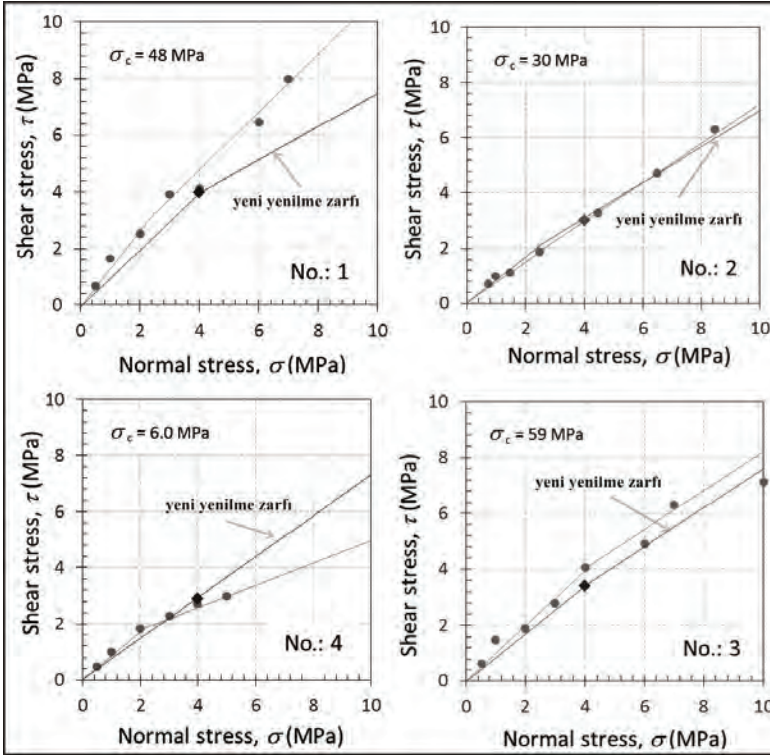 10
8
6
4
2
0
Shear stress, τ (MPa)
σc = 48 MPa
yeni yenilme zarfı
No.: 1
0 2 4 6 8 10
Normal stress, σ (MPa)
10
8
6
4
2
0
Shear stress, τ (MPa)
σc = 30 MPa
yeni yenilme zarfı
No.: 2
0 2 4 6 8 10
Normal stress, σ (MPa)
10
8
6
4
2
0
Shear stress, τ (MPa)
σc = 6.0 MPa
yeni yenilme zarfı
No.: 4
0 2 4 6 8 10
Normal stress, σ (MPa)
10
8
6
4
2
0
Shear stress, τ (MPa)
σc = 59 MPa
yeni yenilme zarfı
No.: 3
0 2 4 6 8 10
Normal stress, σ (MPa)